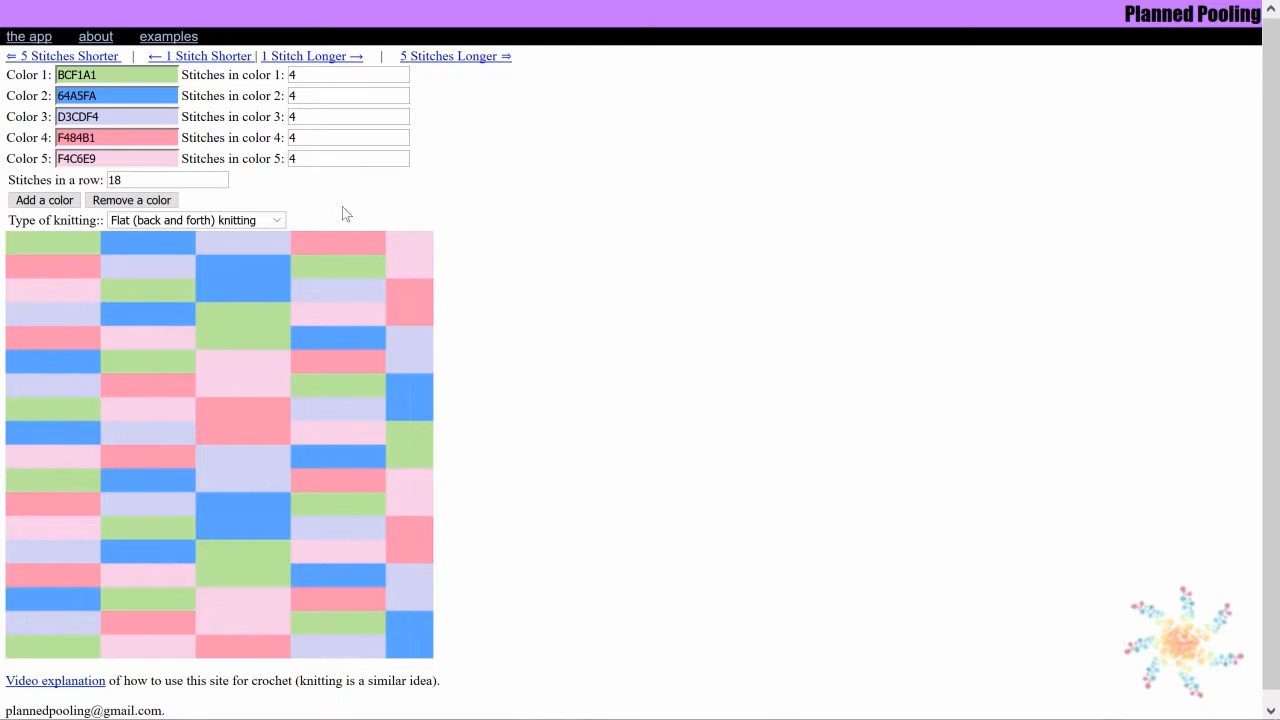 Planned Pooling
the app about examples
⇐ 5 Stitches Shorter | ← 1 Stitch Shorter | 1 Stitch Longer → | 5 Stitches Longer ⇒
Color 1: BCF1A1 Stitches in color 1: 4
Color 2: 64A5FA Stitches in color 2: 4
Color 3: D3CDF4 Stitches in color 3: 4
Color 4: F484B1 Stitches in color 4: 4
Color 5: F4C6E9 Stitches in color 5: 4
Stitches in a row: 18
Add a color Remove a color
Type of knitting:: Flat (back and forth) knitting
Video explanation of how to use this site for crochet (knitting is a similar idea).
plannedpooling@gmail.com.